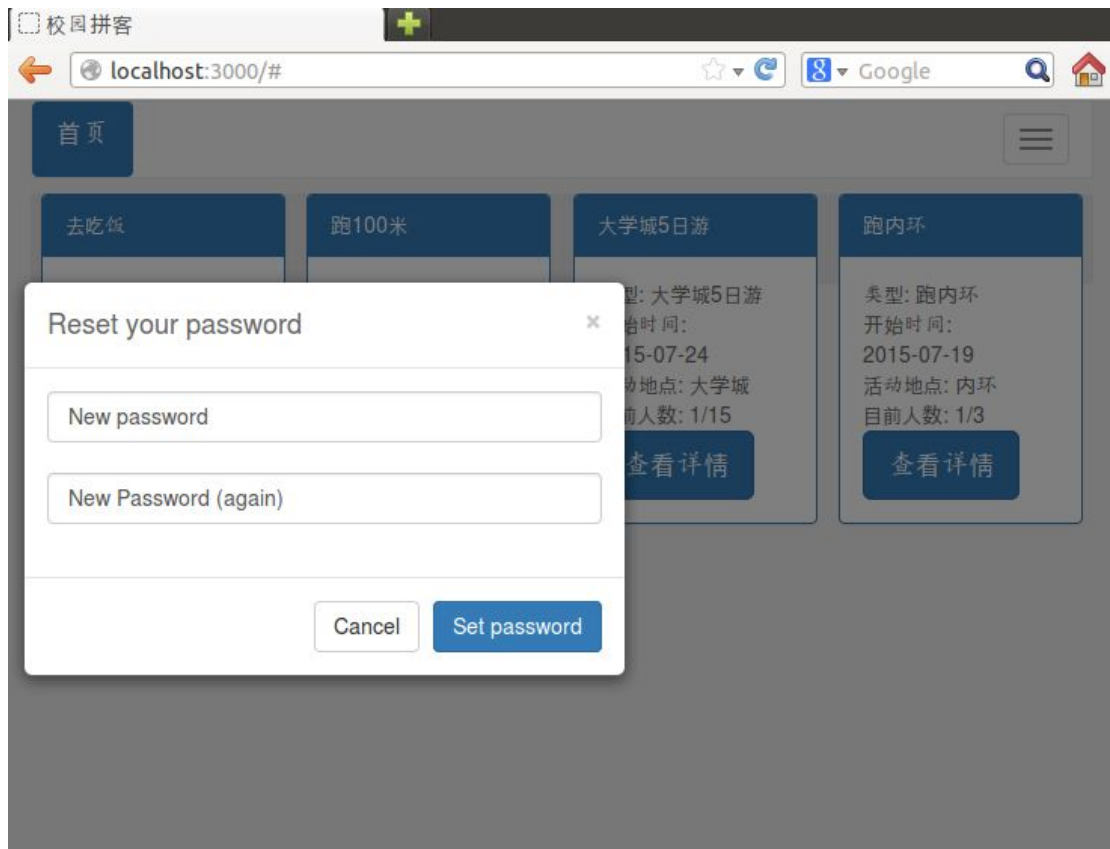 校园拼客
localhost:3000/#
Google
首页
去吃饭
跑100米
大学城5日游
跑内环
Reset your password
New password
New Password (again)
Cancel
Set password
型: 大学城5日游
始时间:
15-07-24
动地点: 大学城
前人数: 1/15
查看详情
类型: 跑内环
开始时间:
2015-07-19
活动地点: 内环
目前人数: 1/3
查看详情